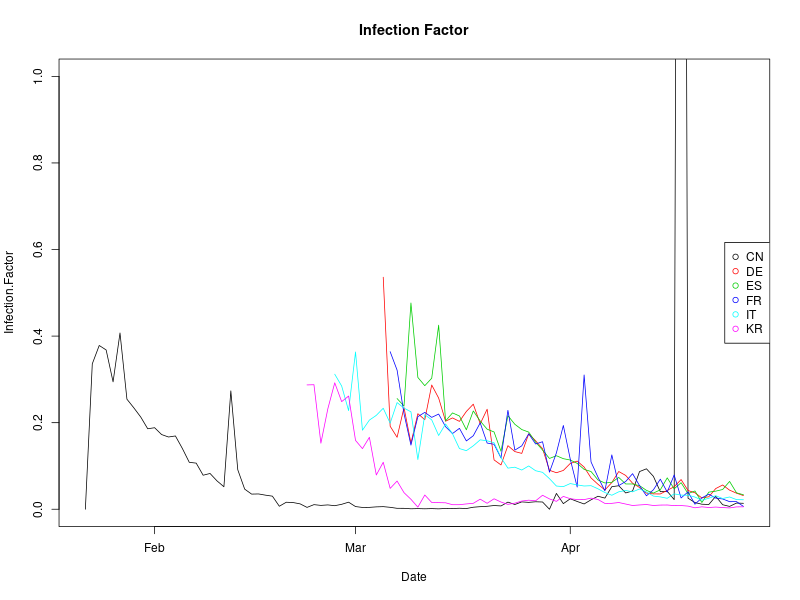 Infection Factor
Infection.Factor
1.0
0.8
0.6
0.4
0.2
0.0
CN
DE
ES
FR
IT
KR
Feb Mar Apr
Date